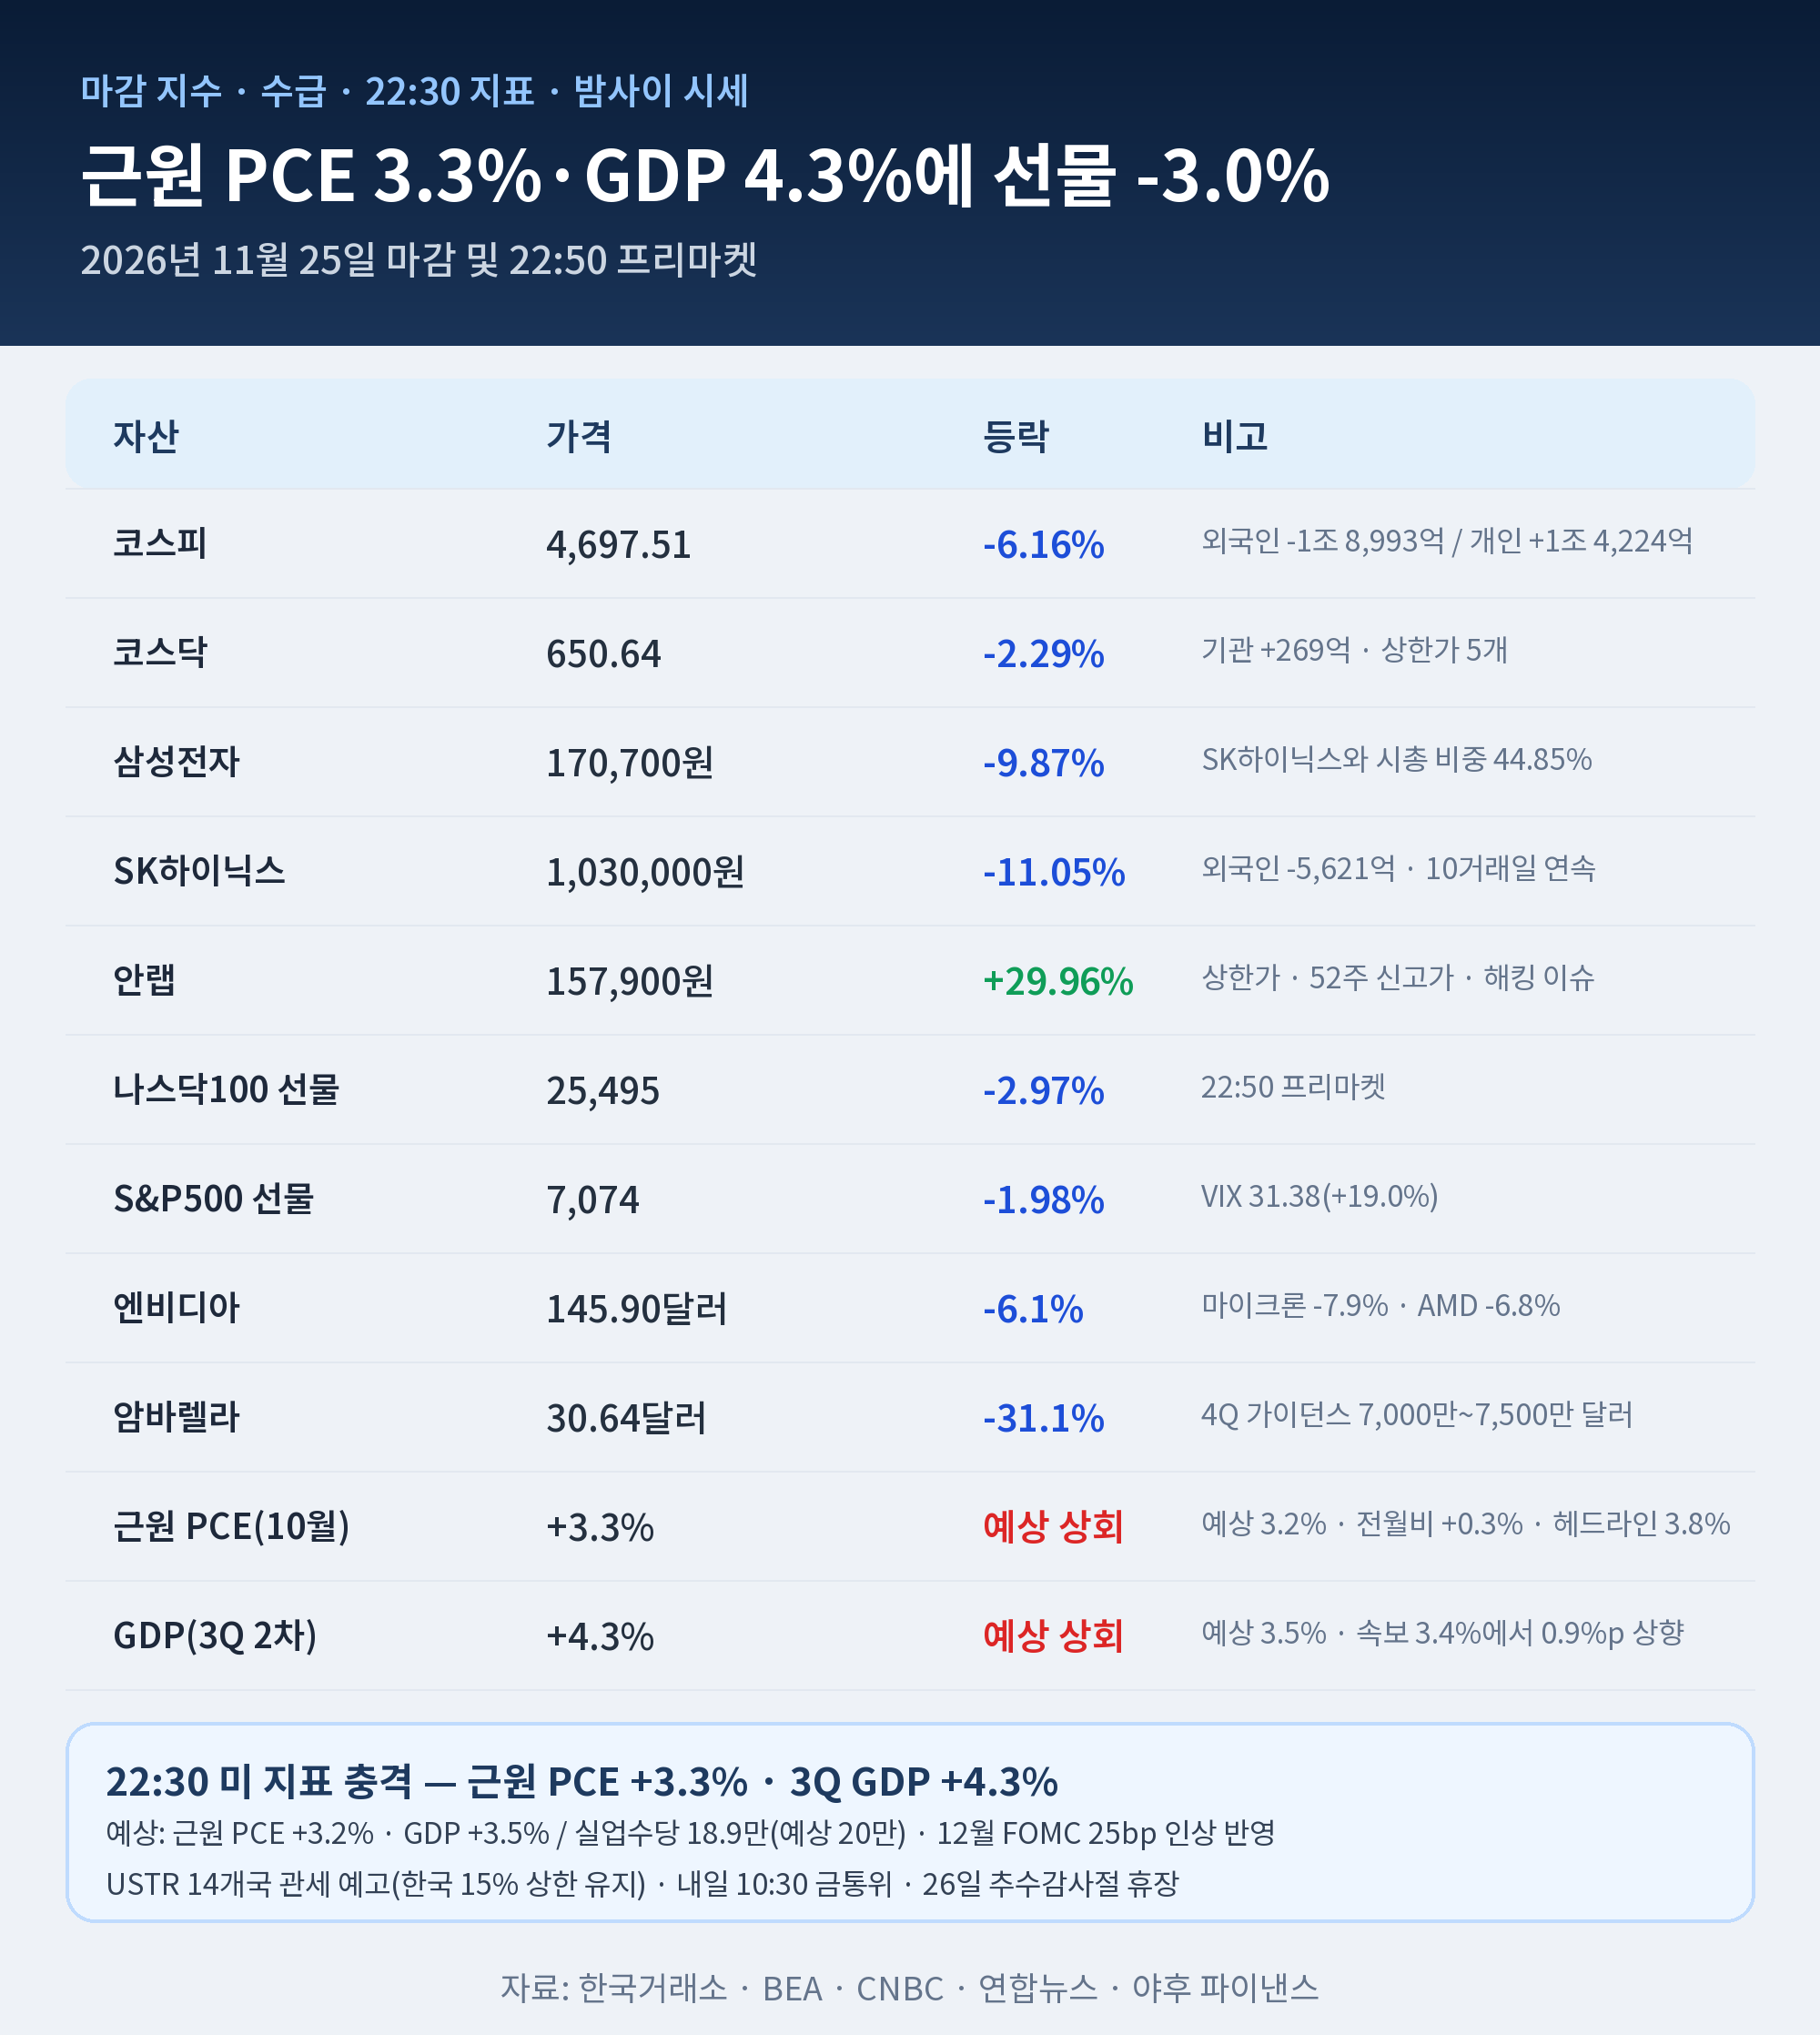 마감 지수 · 수급 · 22:30 지표 · 밤사이 시세
근원 PCE 3.3%·GDP 4.3%에 선물 -3.0%
2026년 11월 25일 마감 및 22:50 프리마켓
자산 가격 등락 비고
코스피 4,697.51 -6.16% 외국인 -1조 8,993억 / 개인 +1조 4,224억
코스닥 650.64 -2.29% 기관 +269억 · 상한가 5개
삼성전자 170,700원 -9.87% SK하이닉스와 시총 비중 44.85%
SK하이닉스 1,030,000원 -11.05% 외국인 -5,621억 · 10거래일 연속
안랩 157,900원 +29.96% 상한가 · 52주 신고가 · 해킹 이슈
나스닥100 선물 25,495 -2.97% 22:50 프리마켓
S&P500 선물 7,074 -1.98% VIX 31.38(+19.0%)
엔비디아 145.90달러 -6.1% 마이크론 -7.9% · AMD -6.8%
암바렐라 30.64달러 -31.1% 4Q 가이던스 7,000만~7,500만 달러
근원 PCE(10월) +3.3% 예상 상회 예상 3.2% · 전월비 +0.3% · 헤드라인 3.8%
GDP(3Q 2차) +4.3% 예상 상회 예상 3.5% · 속보 3.4%에서 0.9%p 상향
22:30 미 지표 충격 — 근원 PCE +3.3% · 3Q GDP +4.3%
예상: 근원 PCE +3.2% · GDP +3.5% / 실업수당 18.9만(예상 20만) · 12월 FOMC 25bp 인상 반영
USTR 14개국 관세 예고(한국 15% 상한 유지) · 내일 10:30 금통위 · 26일 추수감사절 휴장
자료: 한국거래소 · BEA · CNBC · 연합뉴스 · 야후 파이낸스